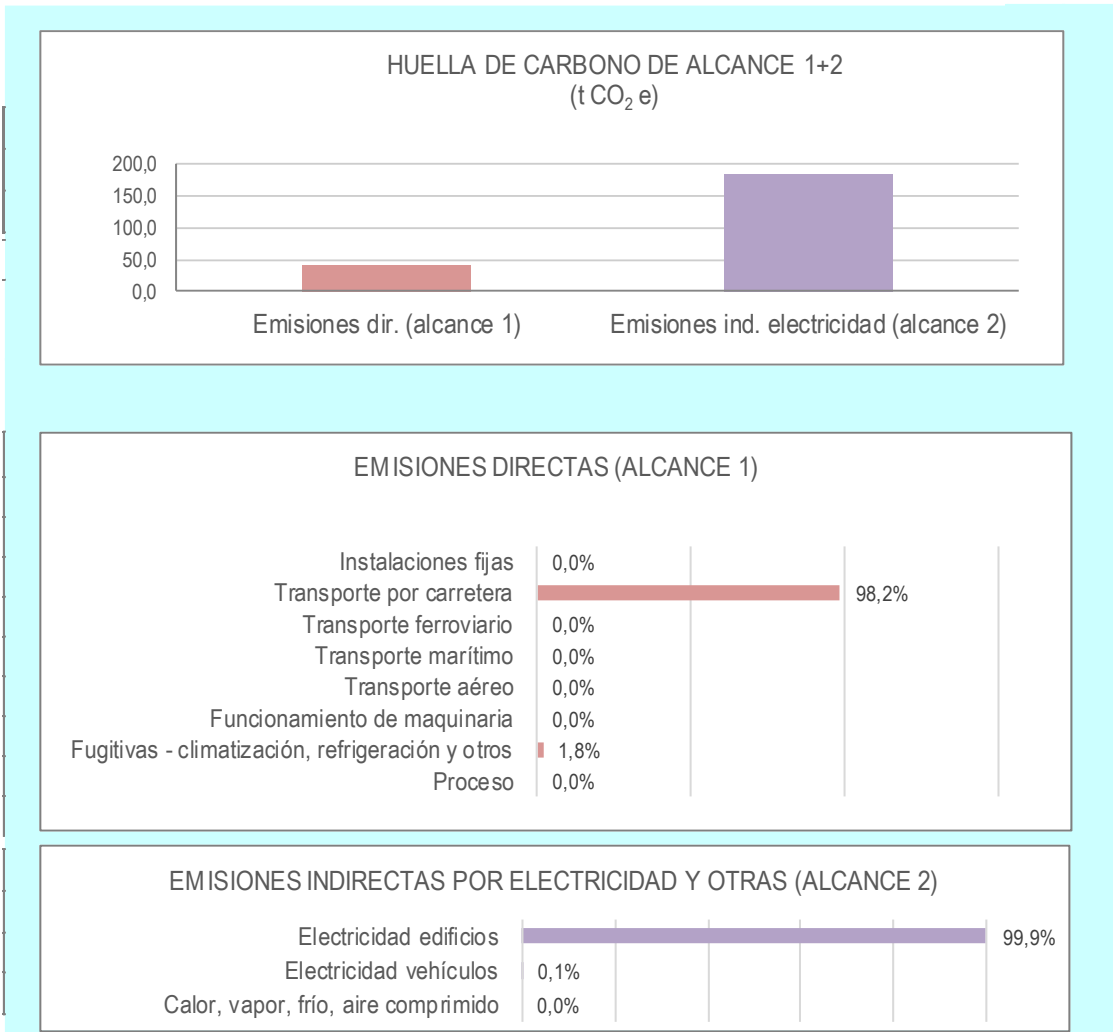 HUELLA DE CARBONO DE ALCANCE 1+2
(t CO₂ e)
200,0
150,0
100,0
50,0
0,0
Emisiones dir. (alcance 1)
Emisiones ind. electricidad (alcance 2)
EMISIONES DIRECTAS (ALCANCE 1)
Instalaciones fijas 0,0%
Transporte por carretera 98,2%
Transporte ferroviario 0,0%
Transporte marítimo 0,0%
Transporte aéreo 0,0%
Funcionamiento de maquinaria 0,0%
Fugitivas - climatización, refrigeración y otros 1,8%
Proceso 0,0%
EMISIONES INDIRECTAS POR ELECTRICIDAD Y OTRAS (ALCANCE 2)
Electricidad edificios 99,9%
Electricidad vehículos 0,1%
Calor, vapor, frío, aire comprimido 0,0%